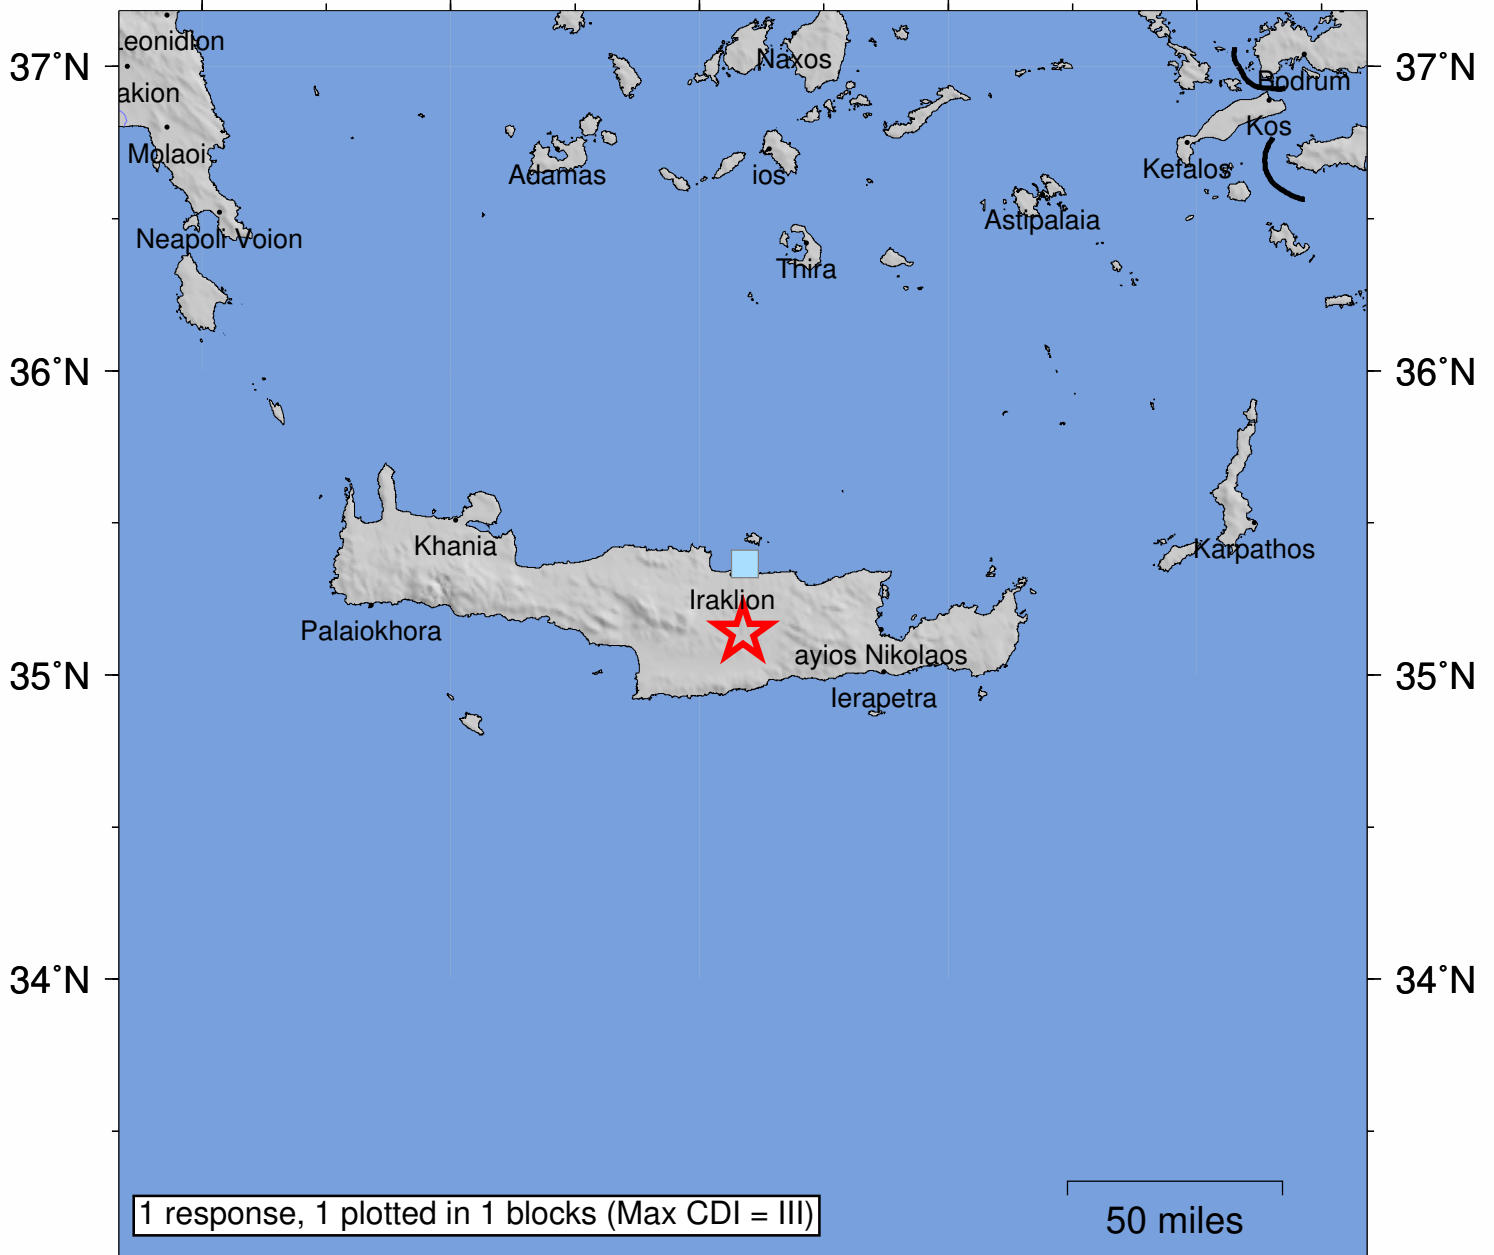 Leonidion
Naxos
37°N
37°N
Bodrum
akion
Kos
Molaoi
Adamas
ios
Kefalos
Astipalaia
Neapoli Voion
Thira
36°N
36°N
Khania
Karpathos
Iraklion
Palaiokhora
ayios Nikolaos
35°N
35°N
Ierapetra
34°N
34°N
1 response, 1 plotted in 1 blocks (Max CDI = III)
50 miles